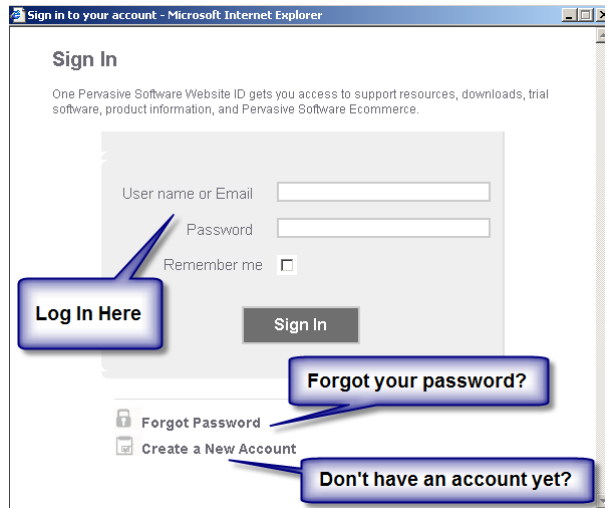 Sign in to your account - Microsoft Internet Explorer
Sign In
One Pervasive Software Website ID gets you access to support resources, downloads, trial
software, product information, and Pervasive Software Ecommerce.
User name or Email
Password
Remember me
Log In Here
Sign In
Forgot your password?
Forgot Password
Create a New Account
Don't have an account yet?